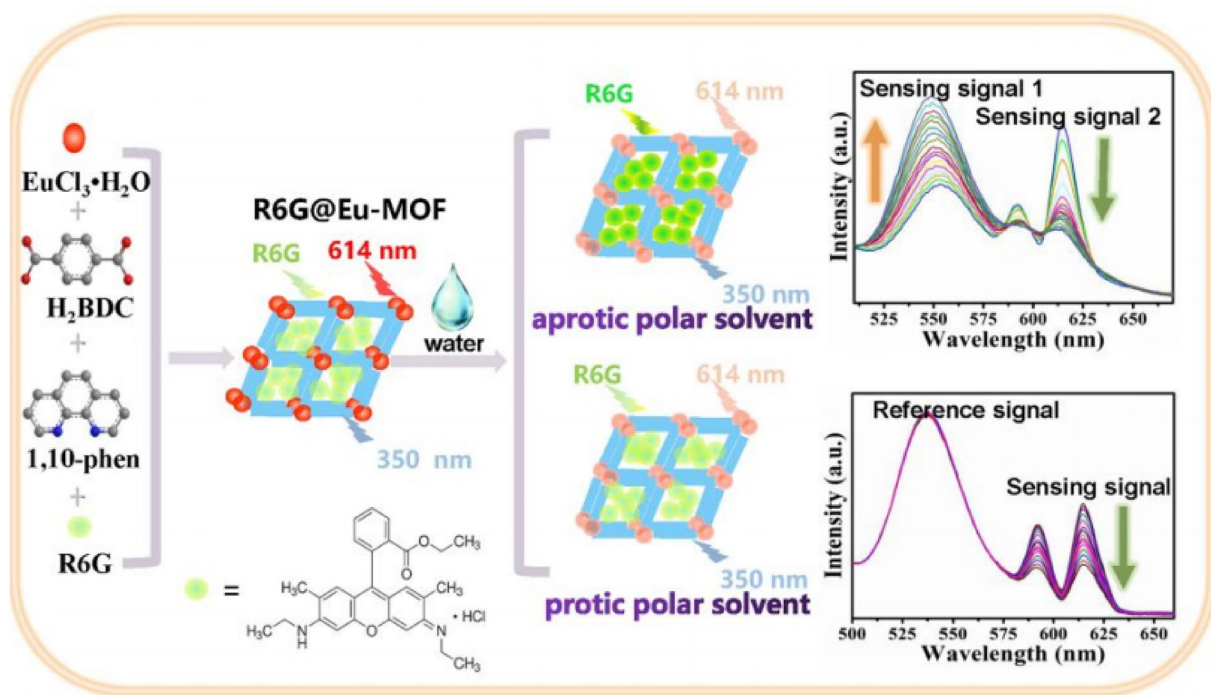 EuCl₃•H₂O
+
H₂BDC
+
1,10-phen
+
R6G
R6G@Eu-MOF
R6G
614 nm
350 nm
water
=
O
O
CH₃
H₃C
CH₃
• HCl
H₃C
N
H
O
N
CH₃
R6G
614 nm
350 nm
aprotic polar solvent
R6G
614 nm
350 nm
protic polar solvent
Sensing signal 1
Sensing signal 2
Intensity (a.u.)
525 550 575 600 625 650
Wavelength (nm)
Reference signal
Sensing signal
Intensity (a.u.)
500 525 550 575 600 625 650
Wavelength (nm)